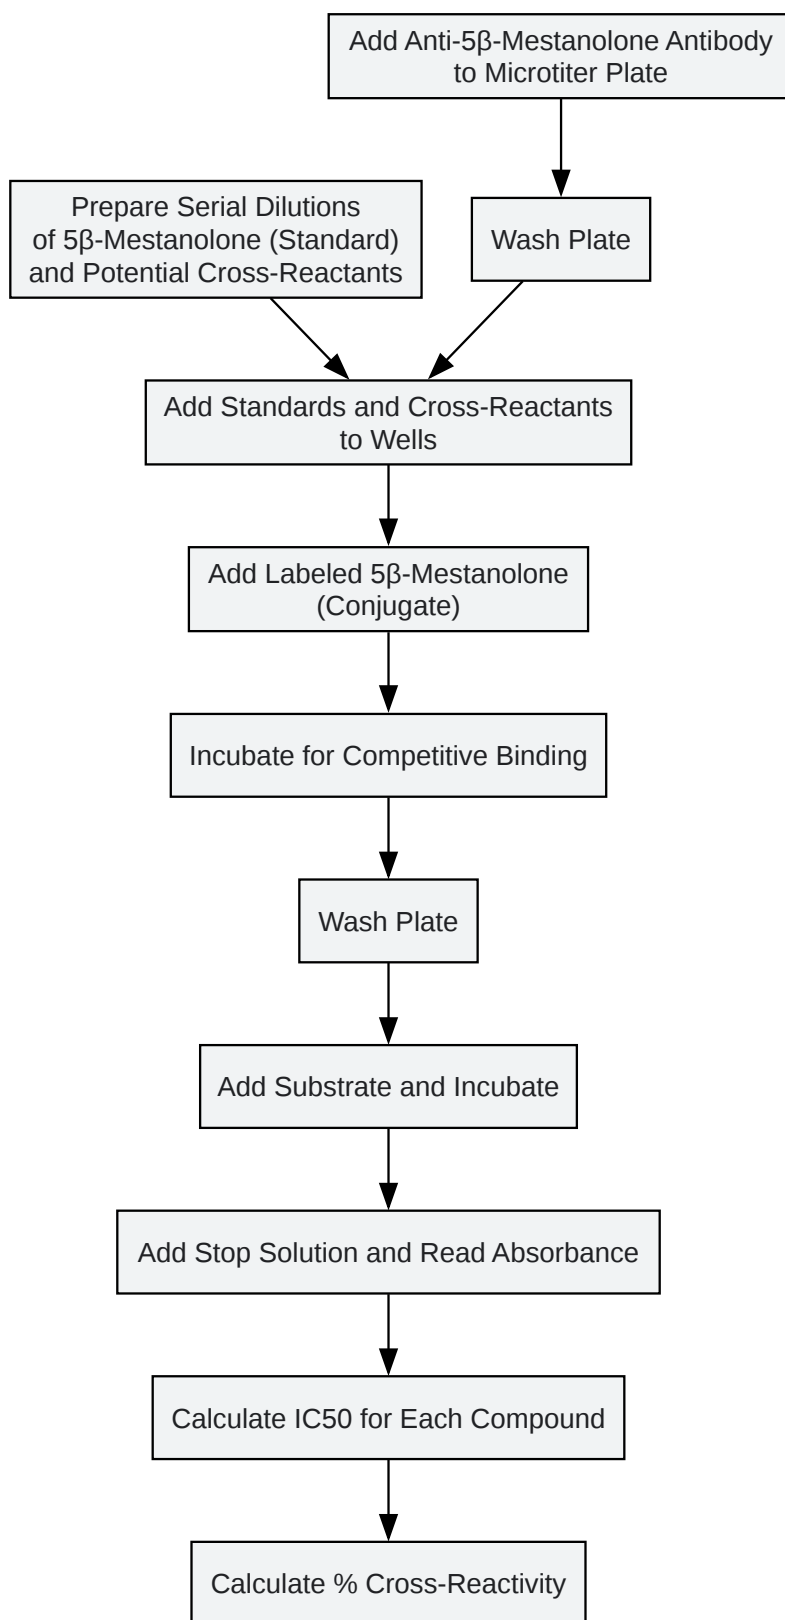 Add Anti-5β-Mestanolone Antibody
to Microtiter Plate
Prepare Serial Dilutions
of 5β-Mestanolone (Standard)
and Potential Cross-Reactants
Wash Plate
Add Standards and Cross-Reactants
to Wells
Add Labeled 5β-Mestanolone
(Conjugate)
Incubate for Competitive Binding
Wash Plate
Add Substrate and Incubate
Add Stop Solution and Read Absorbance
Calculate IC50 for Each Compound
Calculate % Cross-Reactivity